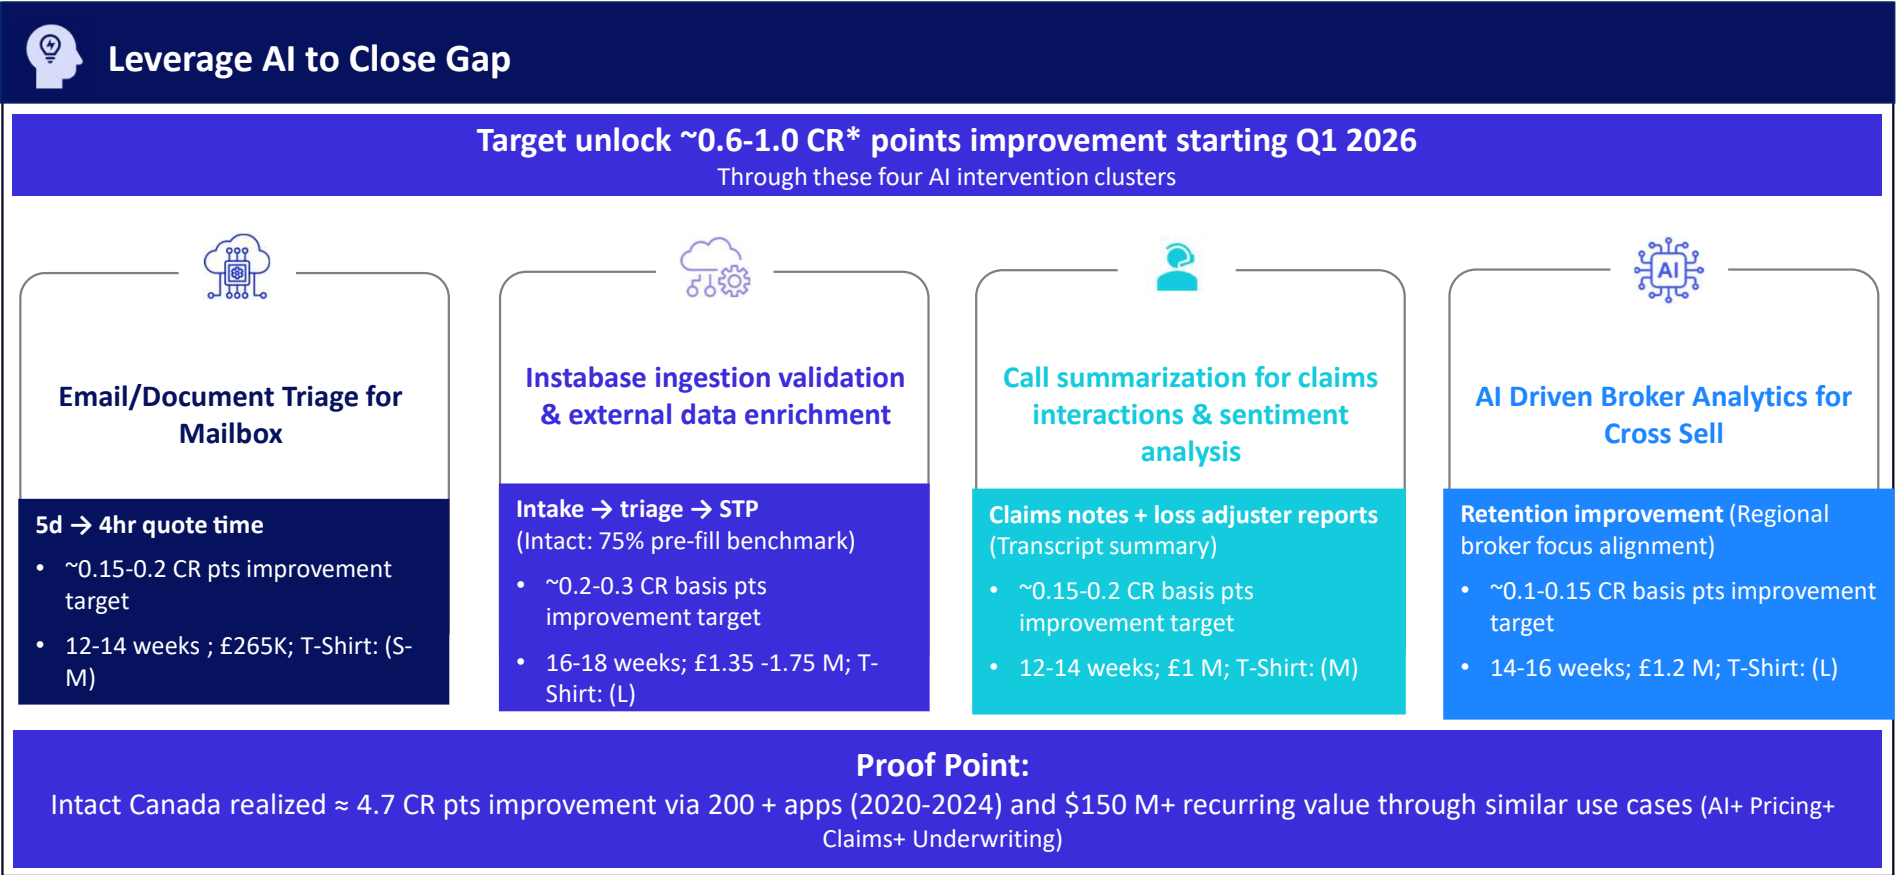 Leverage AI to Close Gap
Target unlock ~0.6-1.0 CR* points improvement starting Q1 2026
Through these four AI intervention clusters
Email/Document Triage for
Mailbox
5d → 4hr quote time
• ~0.15-0.2 CR pts improvement
target
• 12-14 weeks ; £265K; T-Shirt: (S-
M)
Instabase ingestion validation
& external data enrichment
Intake → triage → STP
(Intact: 75% pre-fill benchmark)
• ~0.2-0.3 CR basis pts
improvement target
• 16-18 weeks; £1.35 -1.75 M; T-
Shirt: (L)
Call summarization for claims
interactions & sentiment
analysis
Claims notes + loss adjuster reports
(Transcript summary)
• ~0.15-0.2 CR basis pts
improvement target
• 12-14 weeks; £1 M; T-Shirt: (M)
AI
AI Driven Broker Analytics for
Cross Sell
Retention improvement (Regional
broker focus alignment)
• ~0.1-0.15 CR basis pts improvement
target
• 14-16 weeks; £1.2 M; T-Shirt: (L)
Proof Point:
Intact Canada realized ≈ 4.7 CR pts improvement via 200 + apps (2020-2024) and $150 M+ recurring value through similar use cases (AI+ Pricing+
Claims+ Underwriting)